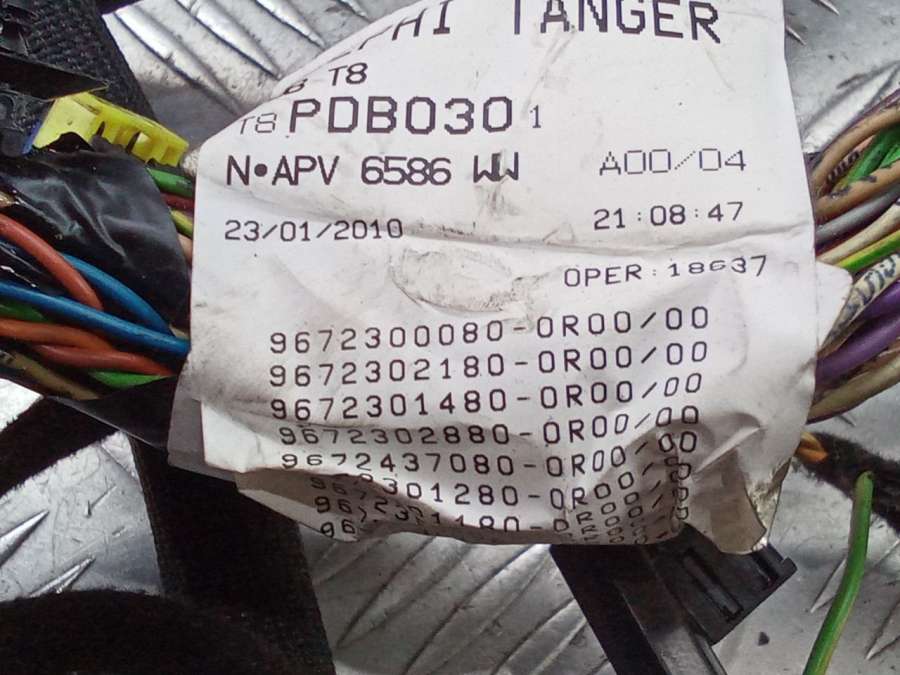 TANGER
T8
T8 PDB030 1
N•APV 6586 WW A00/04
23/01/2010 21:08:47
OPER:18637
9672300080-0R00/00
9672302180-0R00/00
9672301480-0R00/00
9672302880-0R00/00
9672437080-0R00/00